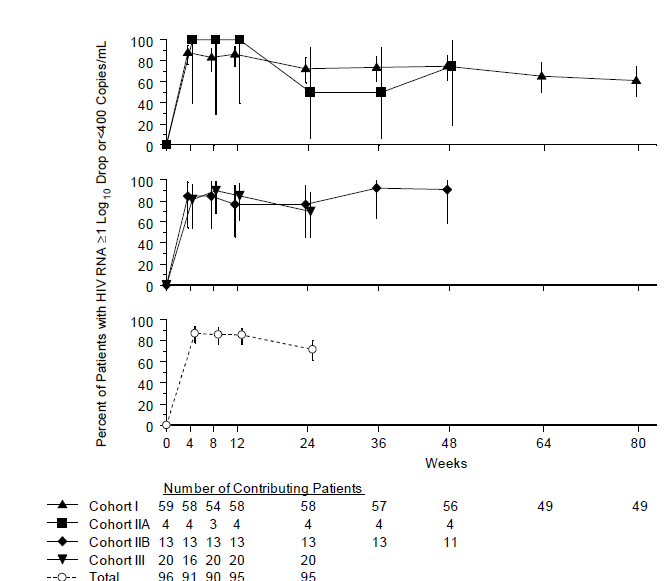 Percent of Patients with HIV RNA ≥1 Log10 Drop or<400 Copies/mL
100
80
60
40
20
0
100
80
60
40
20
0
100
80
60
40
20
0
0 4 8 12 24 36 48 64 80
Weeks
Number of Contributing Patients
Cohort I 59 58 54 58 58 57 56 49 49
Cohort IIA 4 4 3 4 4 4 4
Cohort IIB 13 13 13 13 13 13 11
Cohort III 20 16 20 20 20
Total 96 91 90 95 95